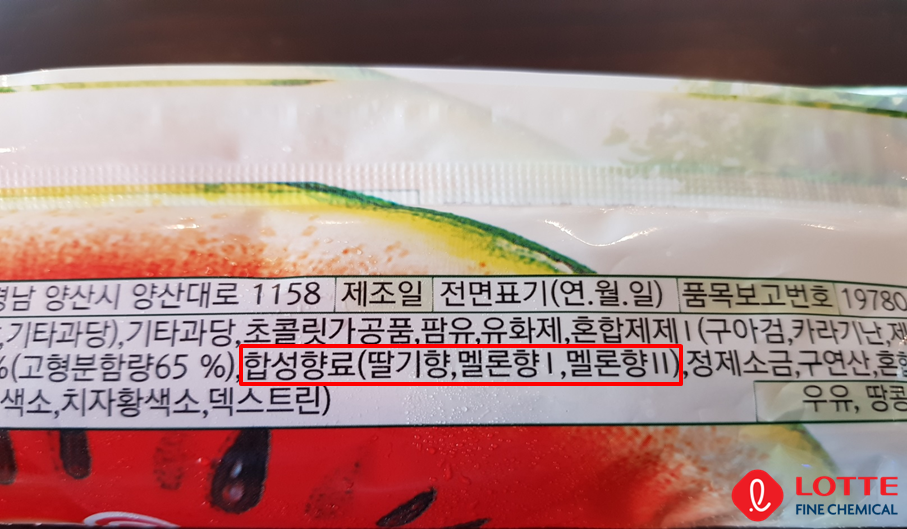 경남 양산시 양산대로 1158 제조일 전면표기(연.월.일) 품목보고번호 19780
,기타과당),기타과당,초콜릿가공품,팜유,유화제,혼합제제Ⅰ(구아검,카라기난,
%(고형분함량65 %),합성향료(딸기향,멜론향Ⅰ,멜론향Ⅱ),정제소금,구연산,
색소,치자황색소,덱스트린)
우유, 땅콩
LOTTE
FINE CHEMICAL